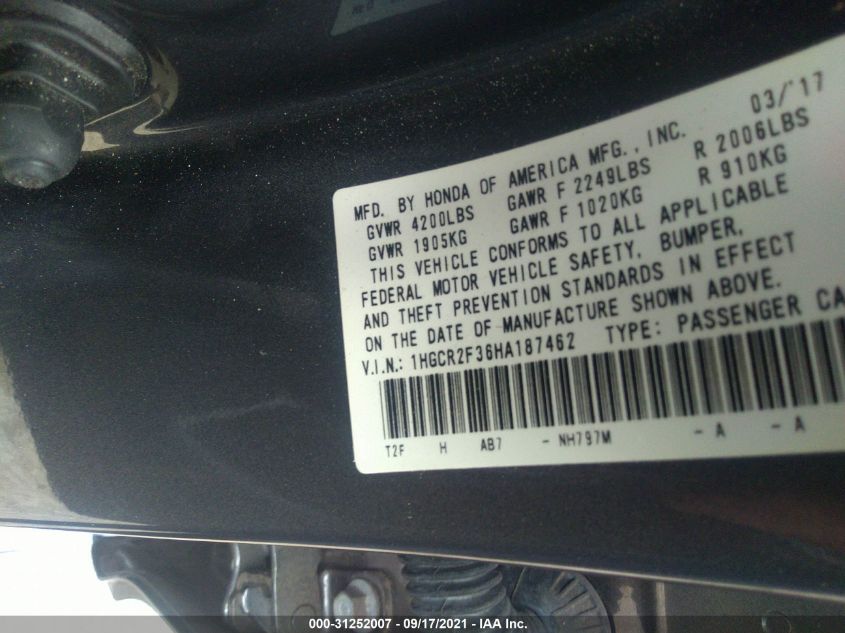 03/'17
MFD. BY HONDA OF AMERICA MFG., INC.
GVWR 4200LBS GAWR F 2249LBS R 2006LBS
GVWR 1905KG GAWR F 1020KG R 910KG
THIS VEHICLE CONFORMS TO ALL APPLICABLE
FEDERAL MOTOR VEHICLE SAFETY, BUMPER,
AND THEFT PREVENTION STANDARDS IN EFFECT
ON THE DATE OF MANUFACTURE SHOWN ABOVE.
V.I.N.: 1HGCR2F36HA187462 TYPE: PASSENGER CA
T2F H AB7 - NH797M - A - A
000-31252007 - 09/17/2021 - IAA Inc.